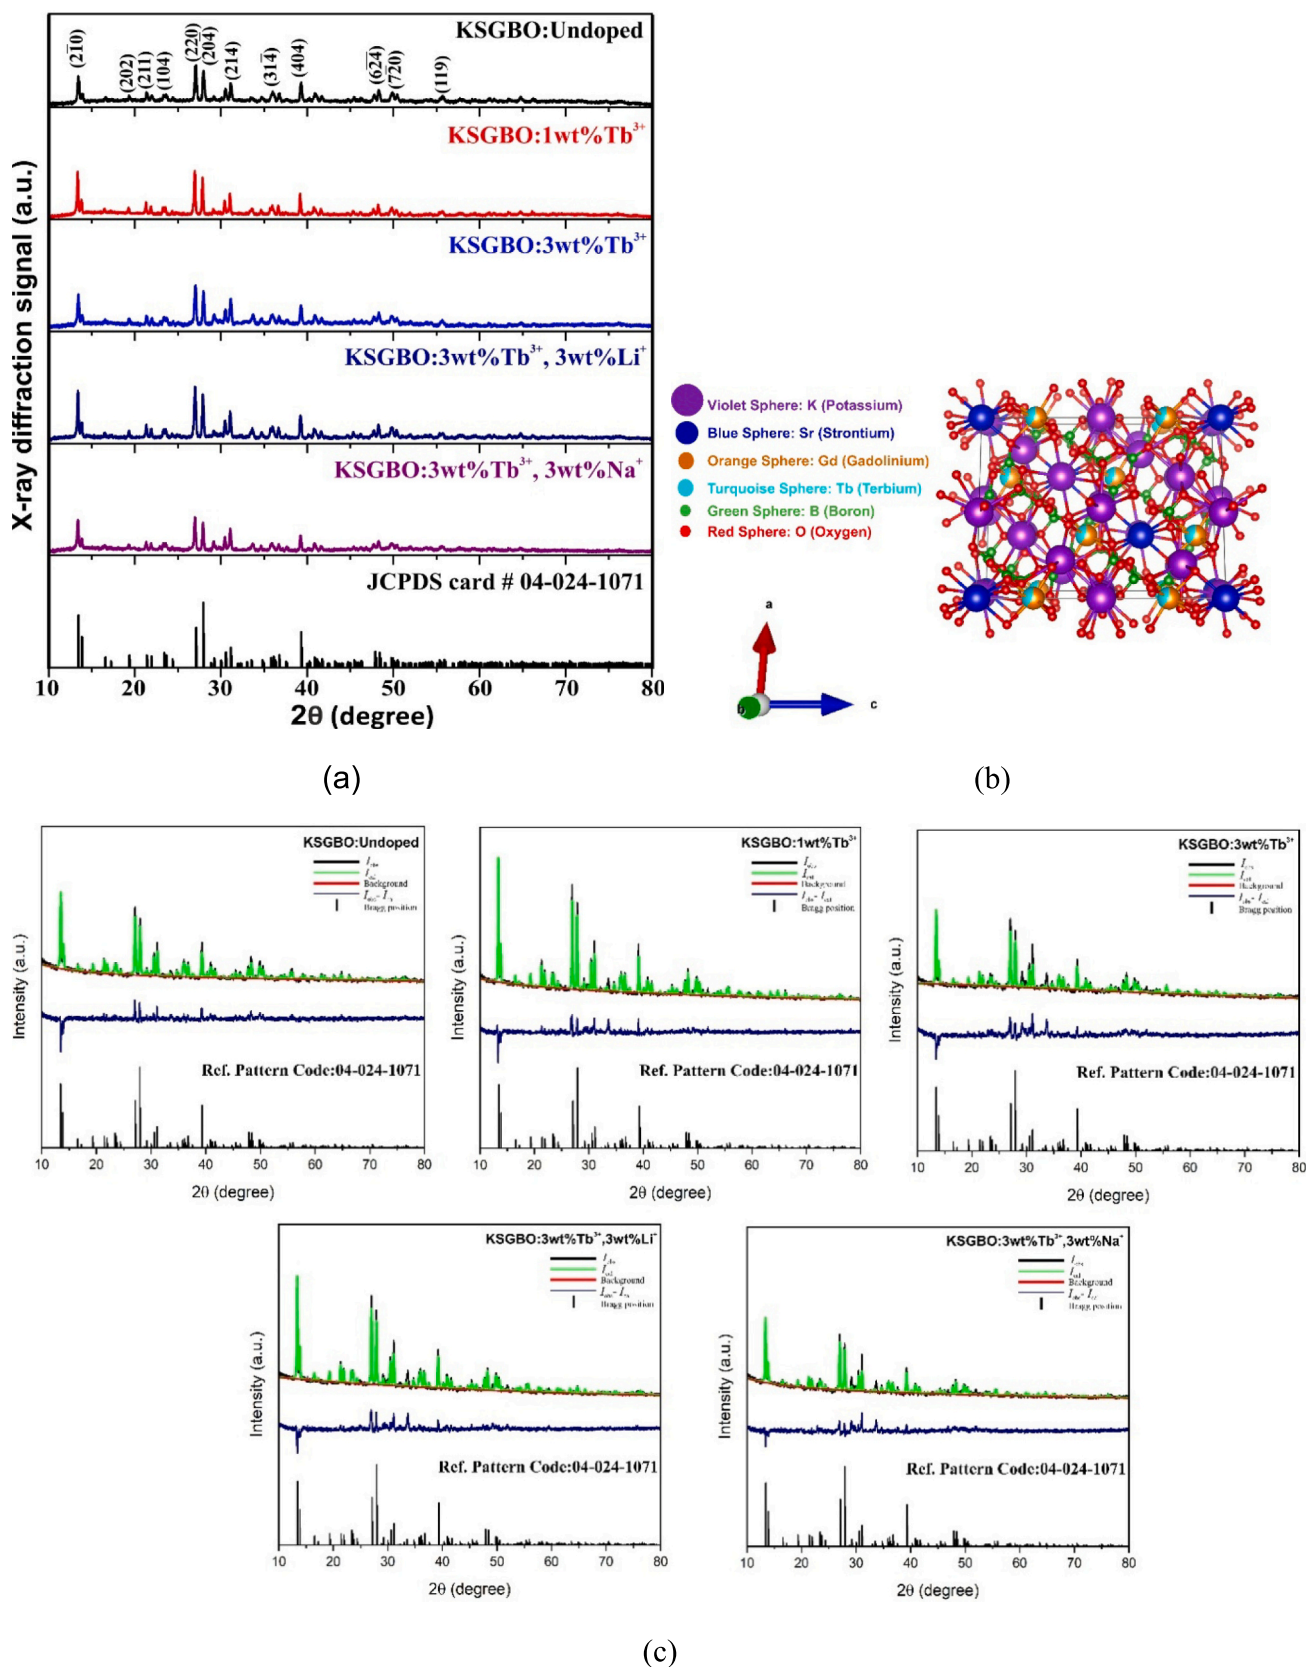 (a)
KSGBO:Undoped
(2̅10)
(202)
(211)
(104)
(220)
(204)
(214)
(31̅4)
(404)
(6̅24)
(7̅20)
(119)
KSGBO:1wt%Tb³⁺
KSGBO:3wt%Tb³⁺
KSGBO:3wt%Tb³⁺, 3wt%Li⁺
KSGBO:3wt%Tb³⁺, 3wt%Na⁺
JCPDS card # 04-024-1071
X-ray diffraction signal (a.u.)
10 20 30 40 50 60 70 80
2θ (degree)
(a)
Violet Sphere: K (Potassium)
Blue Sphere: Sr (Strontium)
Orange Sphere: Gd (Gadolinium)
Turquoise Sphere: Tb (Terbium)
Green Sphere: B (Boron)
Red Sphere: O (Oxygen)
a
b
c
(b)
KSGBO:Undoped
Background
Bragg position
Ref. Pattern Code:04-024-1071
Intensity (a.u.)
10 20 30 40 50 60 70 80
2θ (degree)
KSGBO:1wt%Tb³⁺
Background
Bragg position
Ref. Pattern Code:04-024-1071
Intensity (a.u.)
10 20 30 40 50 60 70 80
2θ (degree)
KSGBO:3wt%Tb³⁺
Background
Bragg position
Ref. Pattern Code:04-024-1071
Intensity (a.u.)
10 20 30 40 50 60 70 80
2θ (degree)
KSGBO:3wt%Tb³⁺,3wt%Li⁺
Background
Bragg position
Ref. Pattern Code:04-024-1071
Intensity (a.u.)
10 20 30 40 50 60 70 80
2θ (degree)
KSGBO:3wt%Tb³⁺,3wt%Na⁺
Background
Bragg position
Ref. Pattern Code:04-024-1071
Intensity (a.u.)
10 20 30 40 50 60 70 80
2θ (degree)
(c)